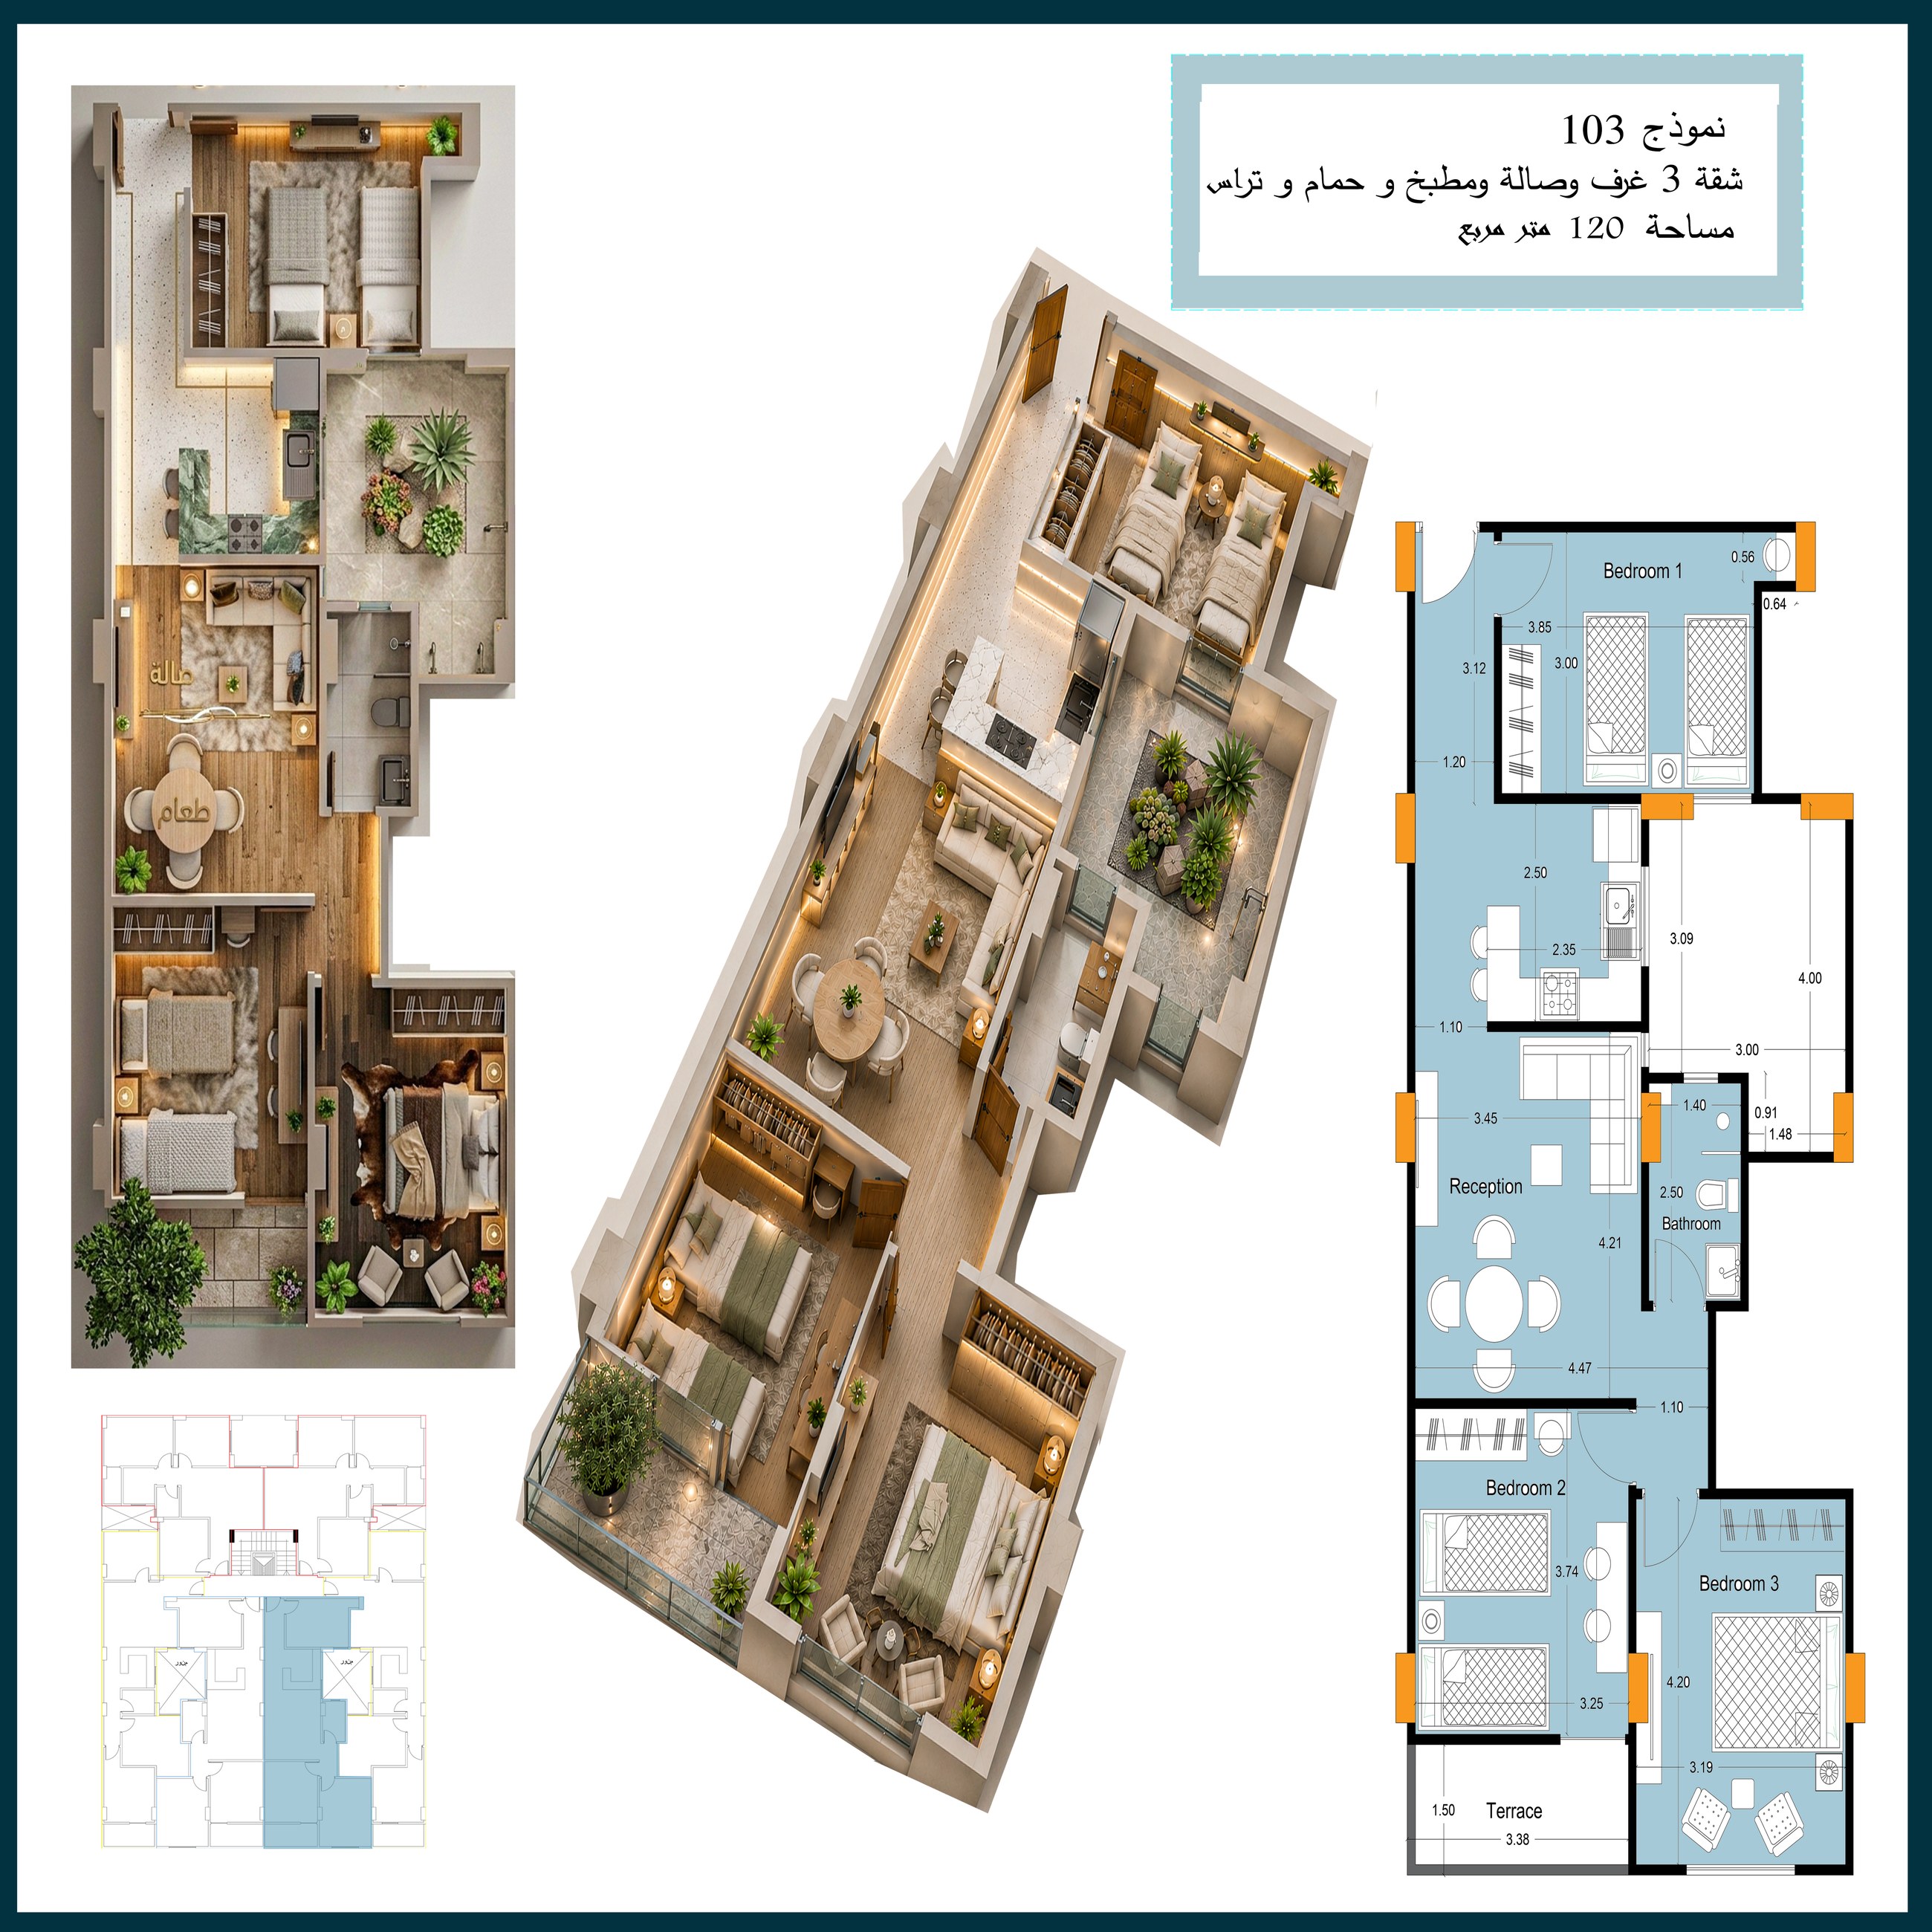 نموذج 103
شقة 3 غرف وصالة ومطبخ و حمام و تراس
مساحة 120 متر مربع
صالة
طعام
منور
منور
Bedroom 1
0.56
0.64
3.85
3.12
3.00
1.20
2.50
2.35
3.09
4.00
1.10
3.00
3.45
1.40
0.91
1.48
Reception
2.50
Bathroom
4.21
4.47
1.10
Bedroom 2
3.74
Bedroom 3
3.25
4.20
3.19
1.50
Terrace
3.38